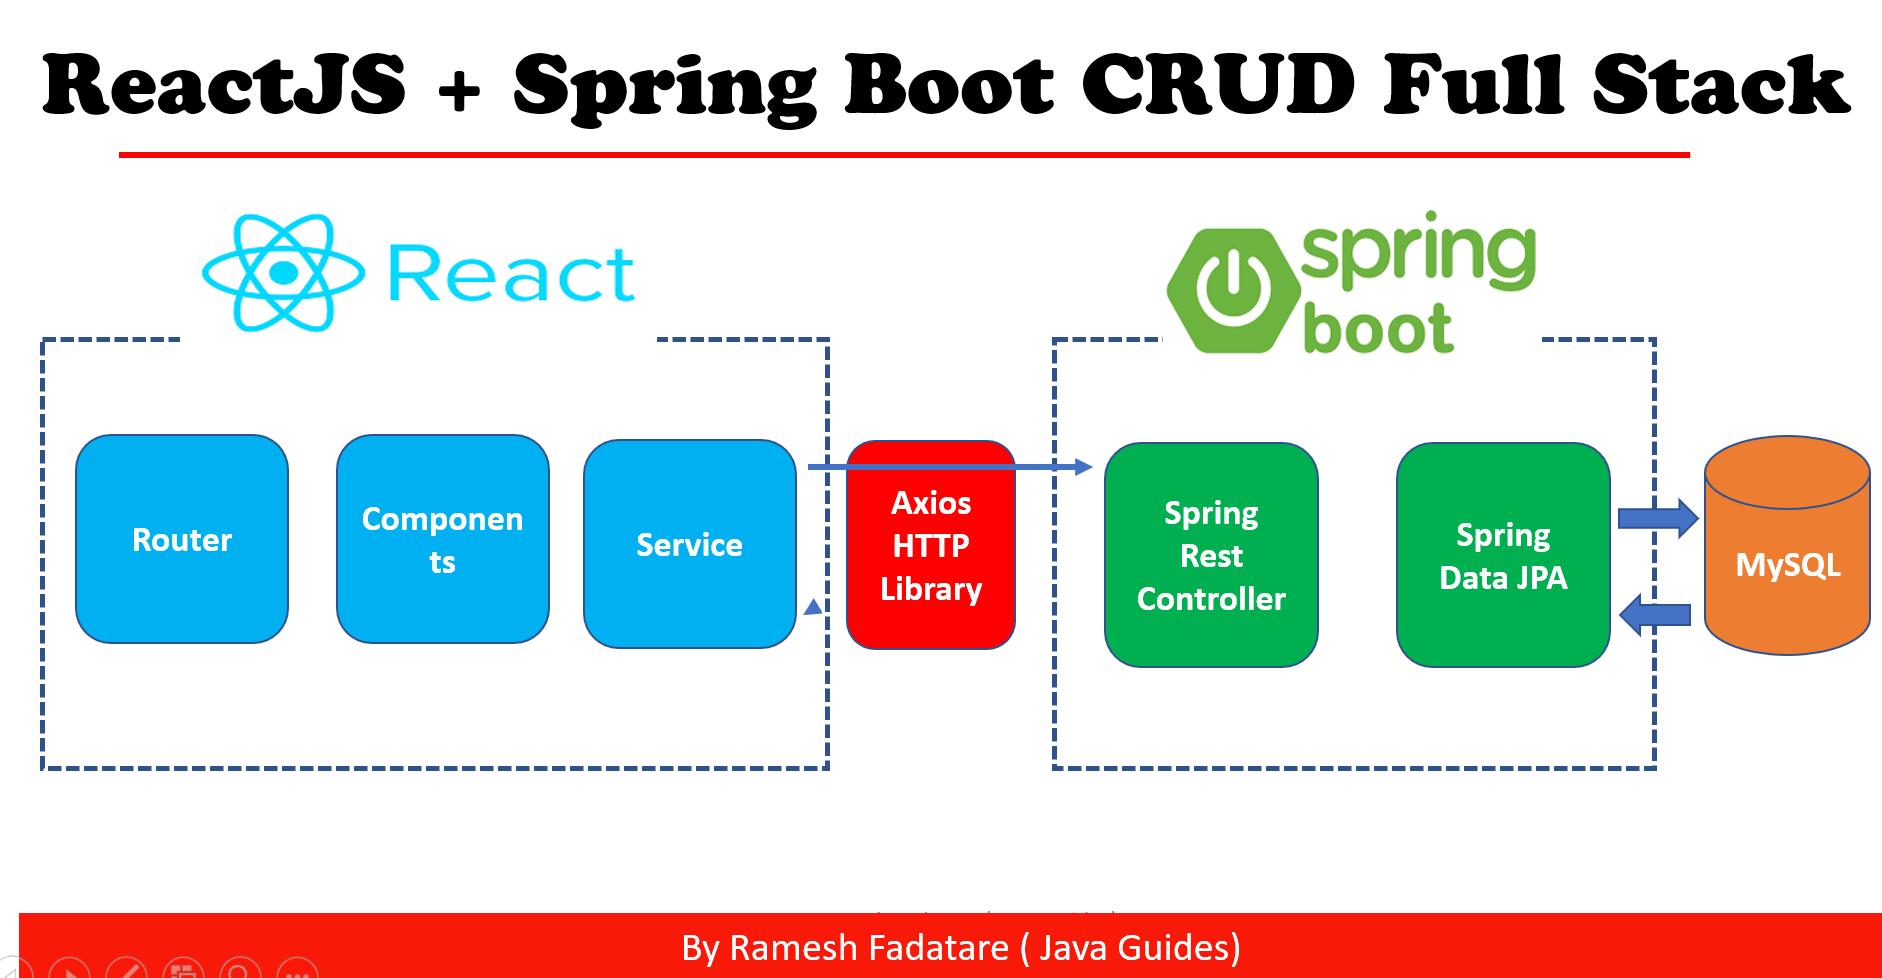 ReactJS + Spring Boot CRUD Full Stack
React
spring
boot
Router
Componen
ts
Service
Axios
HTTP
Library
Spring
Rest
Controller
Spring
Data JPA
MySQL
By Ramesh Fadatare ( Java Guides)